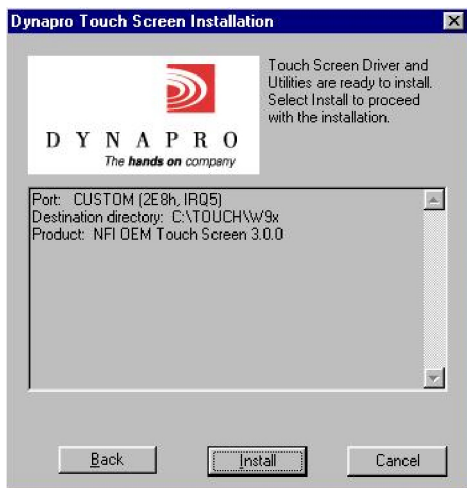 Dynapro Touch Screen Installation
Touch Screen Driver and
Utilities are ready to install.
Select Install to proceed
with the installation.
DYNAPRO
The hands on company
Port: CUSTOM (2E8h, IRQ5)
Destination directory: C:\TOUCH\W9x
Product: NFI OEM Touch Screen 3.0.0
Back
Install
Cancel